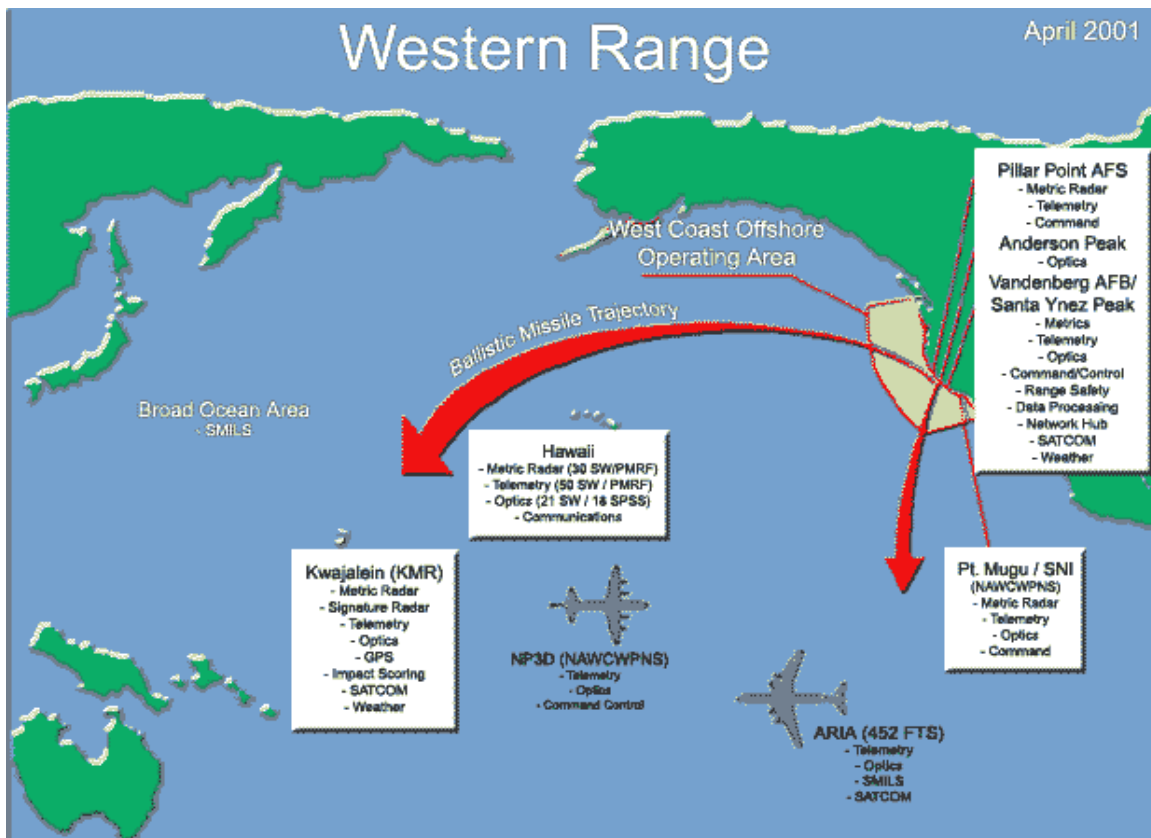 Western Range
April 2001
Pillar Point AFS
- Metric Radar
- Telemetry
- Command
Anderson Peak
- Optics
Vandenberg AFB/
Santa Ynez Peak
- Metrics
- Telemetry
- Optics
- Command/Control
- Range Safety
- Data Processing
- Network Hub
- SATCOM
- Weather
West Coast Offshore
Operating Area
Ballistic Missile Trajectory
Broad Ocean Area
- SMILS
Hawaii
- Metric Radar (30 SW/PMRF)
- Telemetry (50 SW / PMRF)
- Optics (21 SW / 18 SPSS)
- Communications
Kwajalein (KMR)
- Metric Radar
- Signature Radar
- Telemetry
- Optics
- GPS
- Impact Scoring
- SATCOM
- Weather
NP3D (NAWCWPNS)
- Telemetry
- Optics
- Command Control
ARIA (452 FTS)
- Telemetry
- Optics
- SMILS
- SATCOM
Pt. Mugu / SNI
(NAWCWPNS)
- Metric Radar
- Telemetry
- Optics
- Command